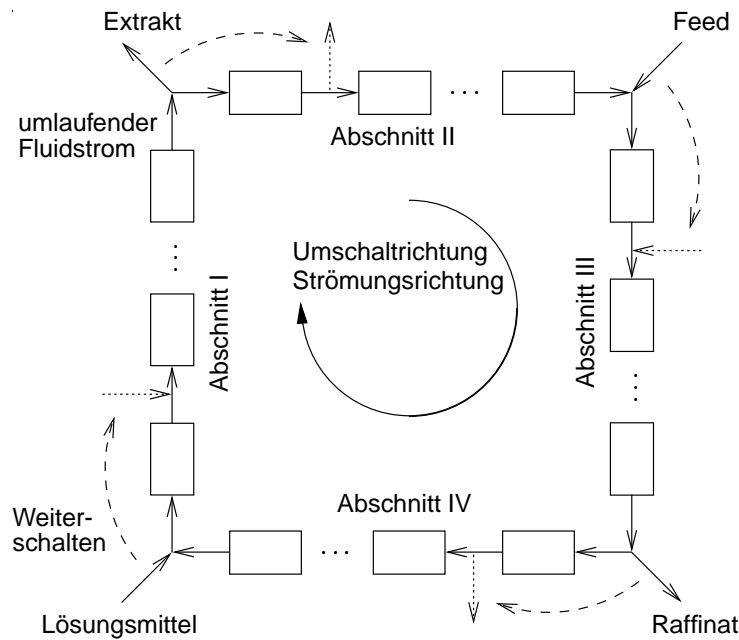 Extrakt
Feed
umlaufender
Fluidstrom
Abschnitt II
Umschaltrichtung
Strömungsrichtung
Abschnitt I
Abschnitt III
Abschnitt IV
Weiter-
schalten
Lösungsmittel
Raffinat